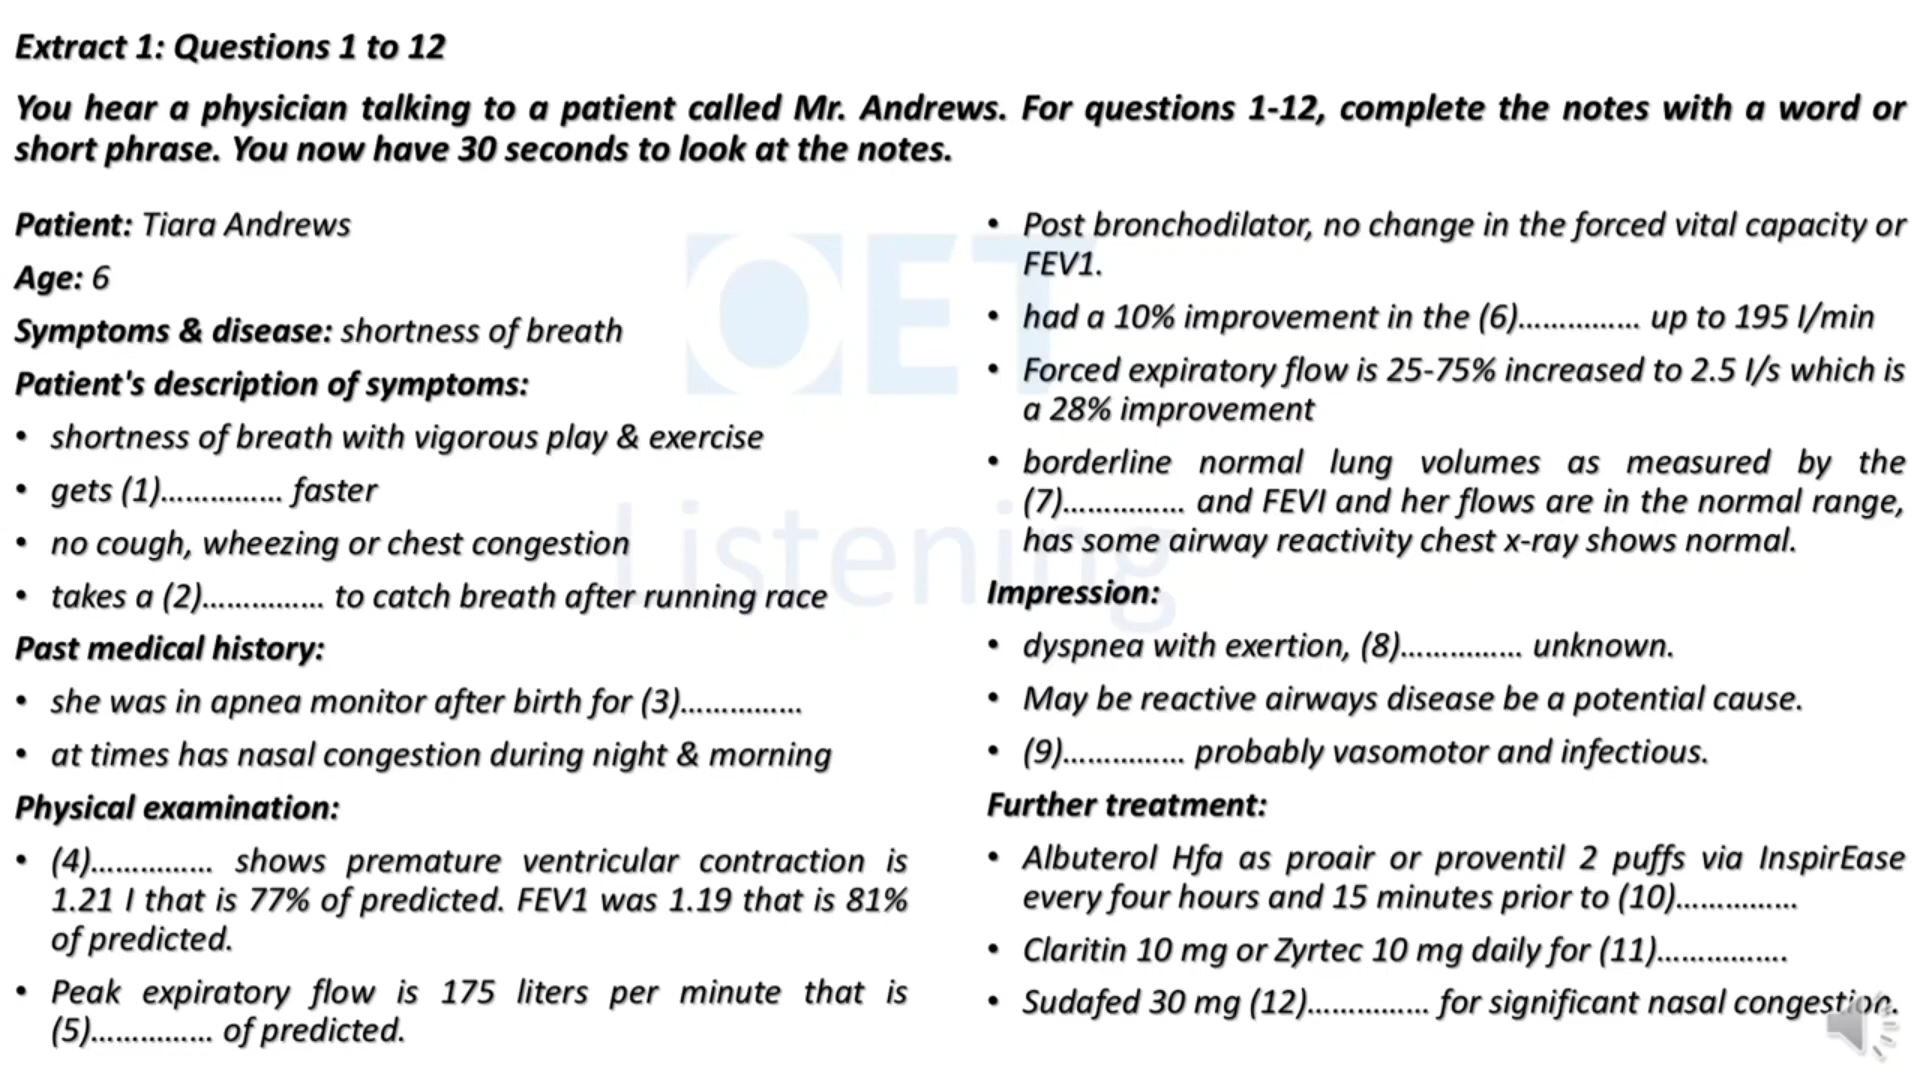 Extract 1: Questions 1 to 12
You hear a physician talking to a patient called Mr. Andrews. For questions 1-12, complete the notes with a word or
short phrase. You now have 30 seconds to look at the notes.
Patient: Tiara Andrews
Age: 6
Symptoms & disease: shortness of breath
Patient's description of symptoms:
• shortness of breath with vigorous play & exercise
• gets (1)............... faster
• no cough, wheezing or chest congestion
• takes a (2)............... to catch breath after running race
Past medical history:
• she was in apnea monitor after birth for (3)...............
• at times has nasal congestion during night & morning
Physical examination:
• (4)............... shows premature ventricular contraction is
1.21 l that is 77% of predicted. FEV1 was 1.19 that is 81%
of predicted.
• Peak expiratory flow is 175 liters per minute that is
(5)............... of predicted.
• Post bronchodilator, no change in the forced vital capacity or
FEV1.
• had a 10% improvement in the (6)............... up to 195 l/min
• Forced expiratory flow is 25-75% increased to 2.5 l/s which is
a 28% improvement
• borderline normal lung volumes as measured by the
(7)............... and FEVI and her flows are in the normal range,
has some airway reactivity chest x-ray shows normal.
Impression:
• dyspnea with exertion, (8)............... unknown.
• May be reactive airways disease be a potential cause.
• (9)............... probably vasomotor and infectious.
Further treatment:
• Albuterol Hfa as proair or proventil 2 puffs via InspirEase
every four hours and 15 minutes prior to (10)...............
• Claritin 10 mg or Zyrtec 10 mg daily for (11)................
• Sudafed 30 mg (12)............... for significant nasal congestion.
OET
Listening